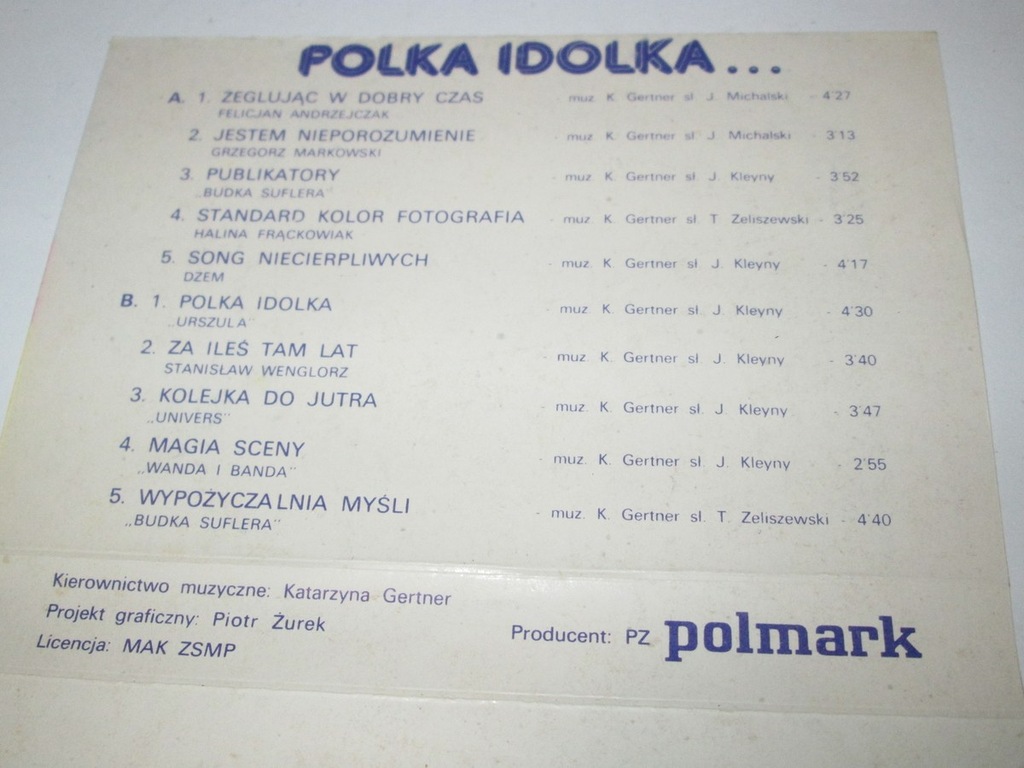 POLKA IDOLKA...
A. 1. ŻEGLUJĄC W DOBRY CZAS muz. K. Gertner sł. J. Michalski - 4'27
FELICJAN ANDRZEJCZAK
2. JESTEM NIEPOROZUMIENIE - muz. K. Gertner sł. J. Michalski - 3'13
GRZEGORZ MARKOWSKI
3. PUBLIKATORY - muz. K. Gertner sł. J. Kleyny - 3'52
„BUDKA SUFLERA"
4. STANDARD KOLOR FOTOGRAFIA - muz. K. Gertner sł. T. Zeliszewski - 3'25
HALINA FRĄCKOWIAK
5. SONG NIECIERPLIWYCH - muz. K. Gertner sł. J. Kleyny - 4'17
DZEM
B. 1. POLKA IDOLKA - muz. K. Gertner sł. J. Kleyny - 4'30
„URSZULA"
2. ZA ILEŚ TAM LAT - muz. K. Gertner sł. J. Kleyny - 3'40
STANISŁAW WENGLORZ
3. KOLEJKA DO JUTRA - muz. K. Gertner sł. J. Kleyny - 3'47
„UNIVERS"
4. MAGIA SCENY - muz. K. Gertner sł. J. Kleyny - 2'55
„WANDA I BANDA"
5. WYPOŻYCZALNIA MYŚLI - muz. K. Gertner sł. T. Zeliszewski - 4'40
„BUDKA SUFLERA"
Kierownictwo muzyczne: Katarzyna Gertner
Projekt graficzny: Piotr Żurek
Licencja: MAK ZSMP
Producent: PZ polmark